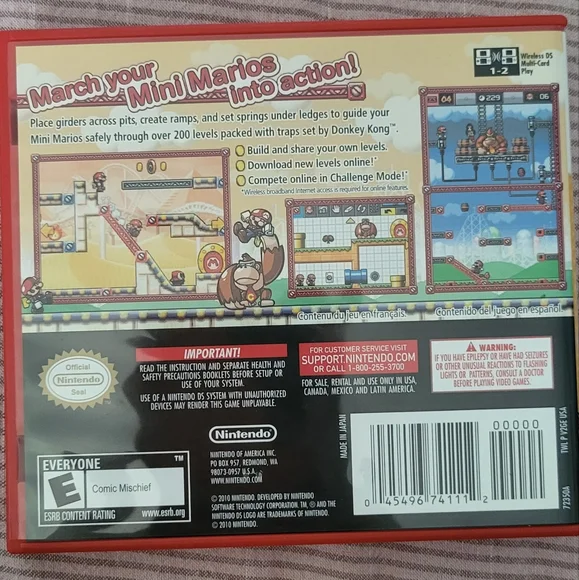 March your
Mini Marios
into action!
Wireless DS
Multi-Card
Play
1-2
Place girders across pits, create ramps, and set springs under ledges to guide your
Mini Marios safely through over 200 levels packed with traps set by Donkey Kong™.
Build and share your own levels.
Download new levels online!*
Compete online in Challenge Mode!*
*Wireless broadband Internet access is required for online features.
64
229
06
Contenu du jeu en français.
Contenido del juego en español.
Official
Nintendo
Seal
IMPORTANT!
READ THE INSTRUCTION AND SEPARATE HEALTH AND
SAFETY PRECAUTIONS BOOKLETS BEFORE SETUP OR
USE OF YOUR SYSTEM.
USE OF A NINTENDO DS SYSTEM WITH UNAUTHORIZED
DEVICES MAY RENDER THIS GAME UNPLAYABLE.
FOR CUSTOMER SERVICE VISIT
SUPPORT.NINTENDO.COM
OR CALL 1-800-255-3700
FOR SALE, RENTAL AND USE ONLY IN USA,
CANADA, MEXICO AND LATIN AMERICA.
WARNING:
IF YOU HAVE EPILEPSY OR HAVE HAD SEIZURES
OR OTHER UNUSUAL REACTIONS TO FLASHING
LIGHTS OR PATTERNS, CONSULT A DOCTOR
BEFORE PLAYING VIDEO GAMES.
Nintendo
NINTENDO OF AMERICA INC.
PO BOX 957, REDMOND, WA
98073-0957 U.S.A.
WWW.NINTENDO.COM
© 2010 NINTENDO. DEVELOPED BY NINTENDO
SOFTWARE TECHNOLOGY CORPORATION. TM, ® AND THE
NINTENDO DS LOGO ARE TRADEMARKS OF NINTENDO.
© 2010 NINTENDO.
EVERYONE
TM
E
Comic Mischief
ESRB CONTENT RATING
www.esrb.org
MADE IN JAPAN
00000
0 45496 74111 2
TWL P V2GE USA
72350A